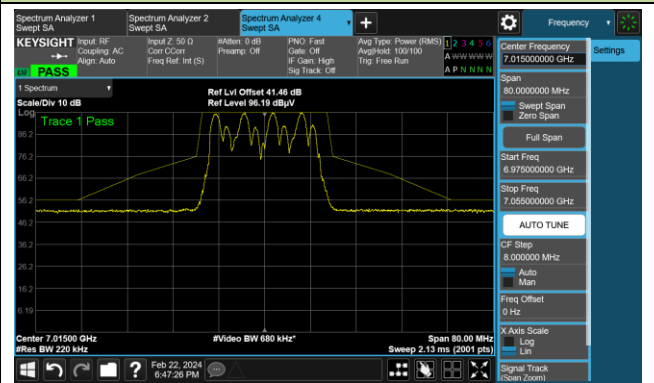 Spectrum Analyzer 1
Swept SA
Spectrum Analyzer 2
Swept SA
Spectrum Analyzer 4
Swept SA
Frequency
KEYSIGHT
Input: RF
Coupling: AC
Align: Auto
Input Z: 50 Ω
Corr CCorr
Freq Ref: Int (S)
#Atten: 0 dB
Preamp: Off
PNO: Fast
Gate: Off
IF Gain: High
Sig Track: Off
Avg Type: Power (RMS)
Avg|Hold: 100/100
Trig: Free Run
1 2 3 4 5 6
A W W W W W
A P N N N N
PASS
1 Spectrum
Scale/Div 10 dB
Ref Lvl Offset 41.46 dB
Ref Level 96.19 dBµV
Log
Trace 1 Pass
86.2
76.2
66.2
56.2
46.2
36.2
26.2
16.2
6.19
Center 7.01500 GHz
#Res BW 220 kHz
#Video BW 680 kHz*
Span 80.00 MHz
Sweep 2.13 ms (2001 pts)
Center Frequency
7.015000000 GHz
Settings
Span
80.0000000 MHz
Swept Span
Zero Span
Full Span
Start Freq
6.975000000 GHz
Stop Freq
7.055000000 GHz
AUTO TUNE
CF Step
8.000000 MHz
Auto
Man
Freq Offset
0 Hz
X Axis Scale
Log
Lin
Signal Track
(Span Zoom)
?
Feb 22, 2024
6:47:26 PM